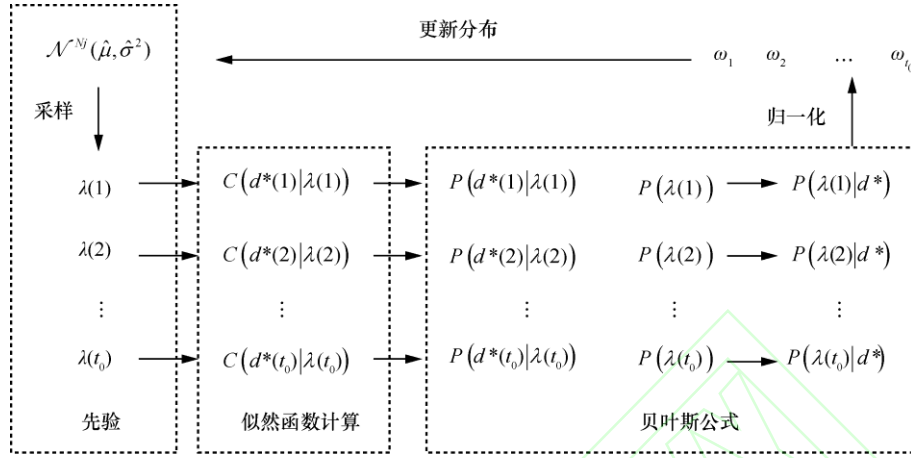 更新分布
𝒩^{Nj}(μ̂,σ̂²) ω₁ ω₂ … ω_{t₀}
采样 归一化
λ(1) C(d*(1)|λ(1)) P(d*(1)|λ(1)) P(λ(1)) P(λ(1)|d*)
λ(2) C(d*(2)|λ(2)) P(d*(2)|λ(2)) P(λ(2)) P(λ(2)|d*)
⋮ ⋮ ⋮ ⋮ ⋮
λ(t₀) C(d*(t₀)|λ(t₀)) P(d*(t₀)|λ(t₀)) P(λ(t₀)) P(λ(t₀)|d*)
先验 似然函数计算 贝叶斯公式